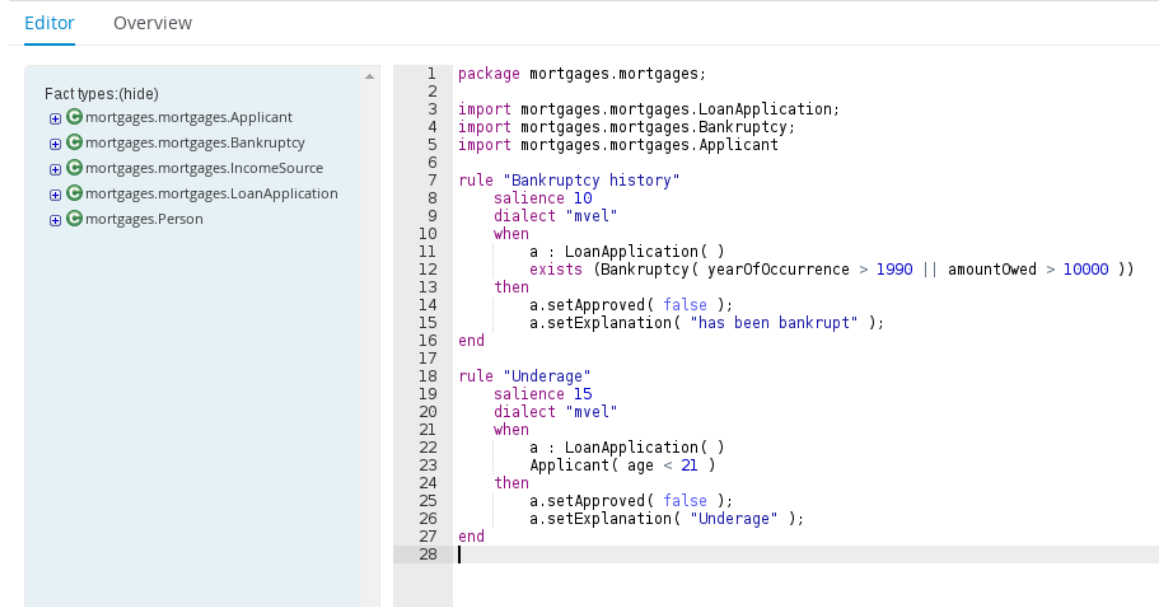 Editor Overview
Fact types:(hide)
mortgages.mortgages.Applicant
mortgages.mortgages.Bankruptcy
mortgages.mortgages.IncomeSource
mortgages.mortgages.LoanApplication
mortgages.Person
1 package mortgages.mortgages;
2
3 import mortgages.mortgages.LoanApplication;
4 import mortgages.mortgages.Bankruptcy;
5 import mortgages.mortgages.Applicant
6
7 rule "Bankruptcy history"
8     salience 10
9     dialect "mvel"
10     when
11         a : LoanApplication( )
12         exists (Bankruptcy( yearOfOccurrence > 1990 || amountOwed > 10000 ))
13     then
14         a.setApproved( false );
15         a.setExplanation( "has been bankrupt" );
16 end
17
18 rule "Underage"
19     salience 15
20     dialect "mvel"
21     when
22         a : LoanApplication( )
23         Applicant( age < 21 )
24     then
25         a.setApproved( false );
26         a.setExplanation( "Underage" );
27 end
28